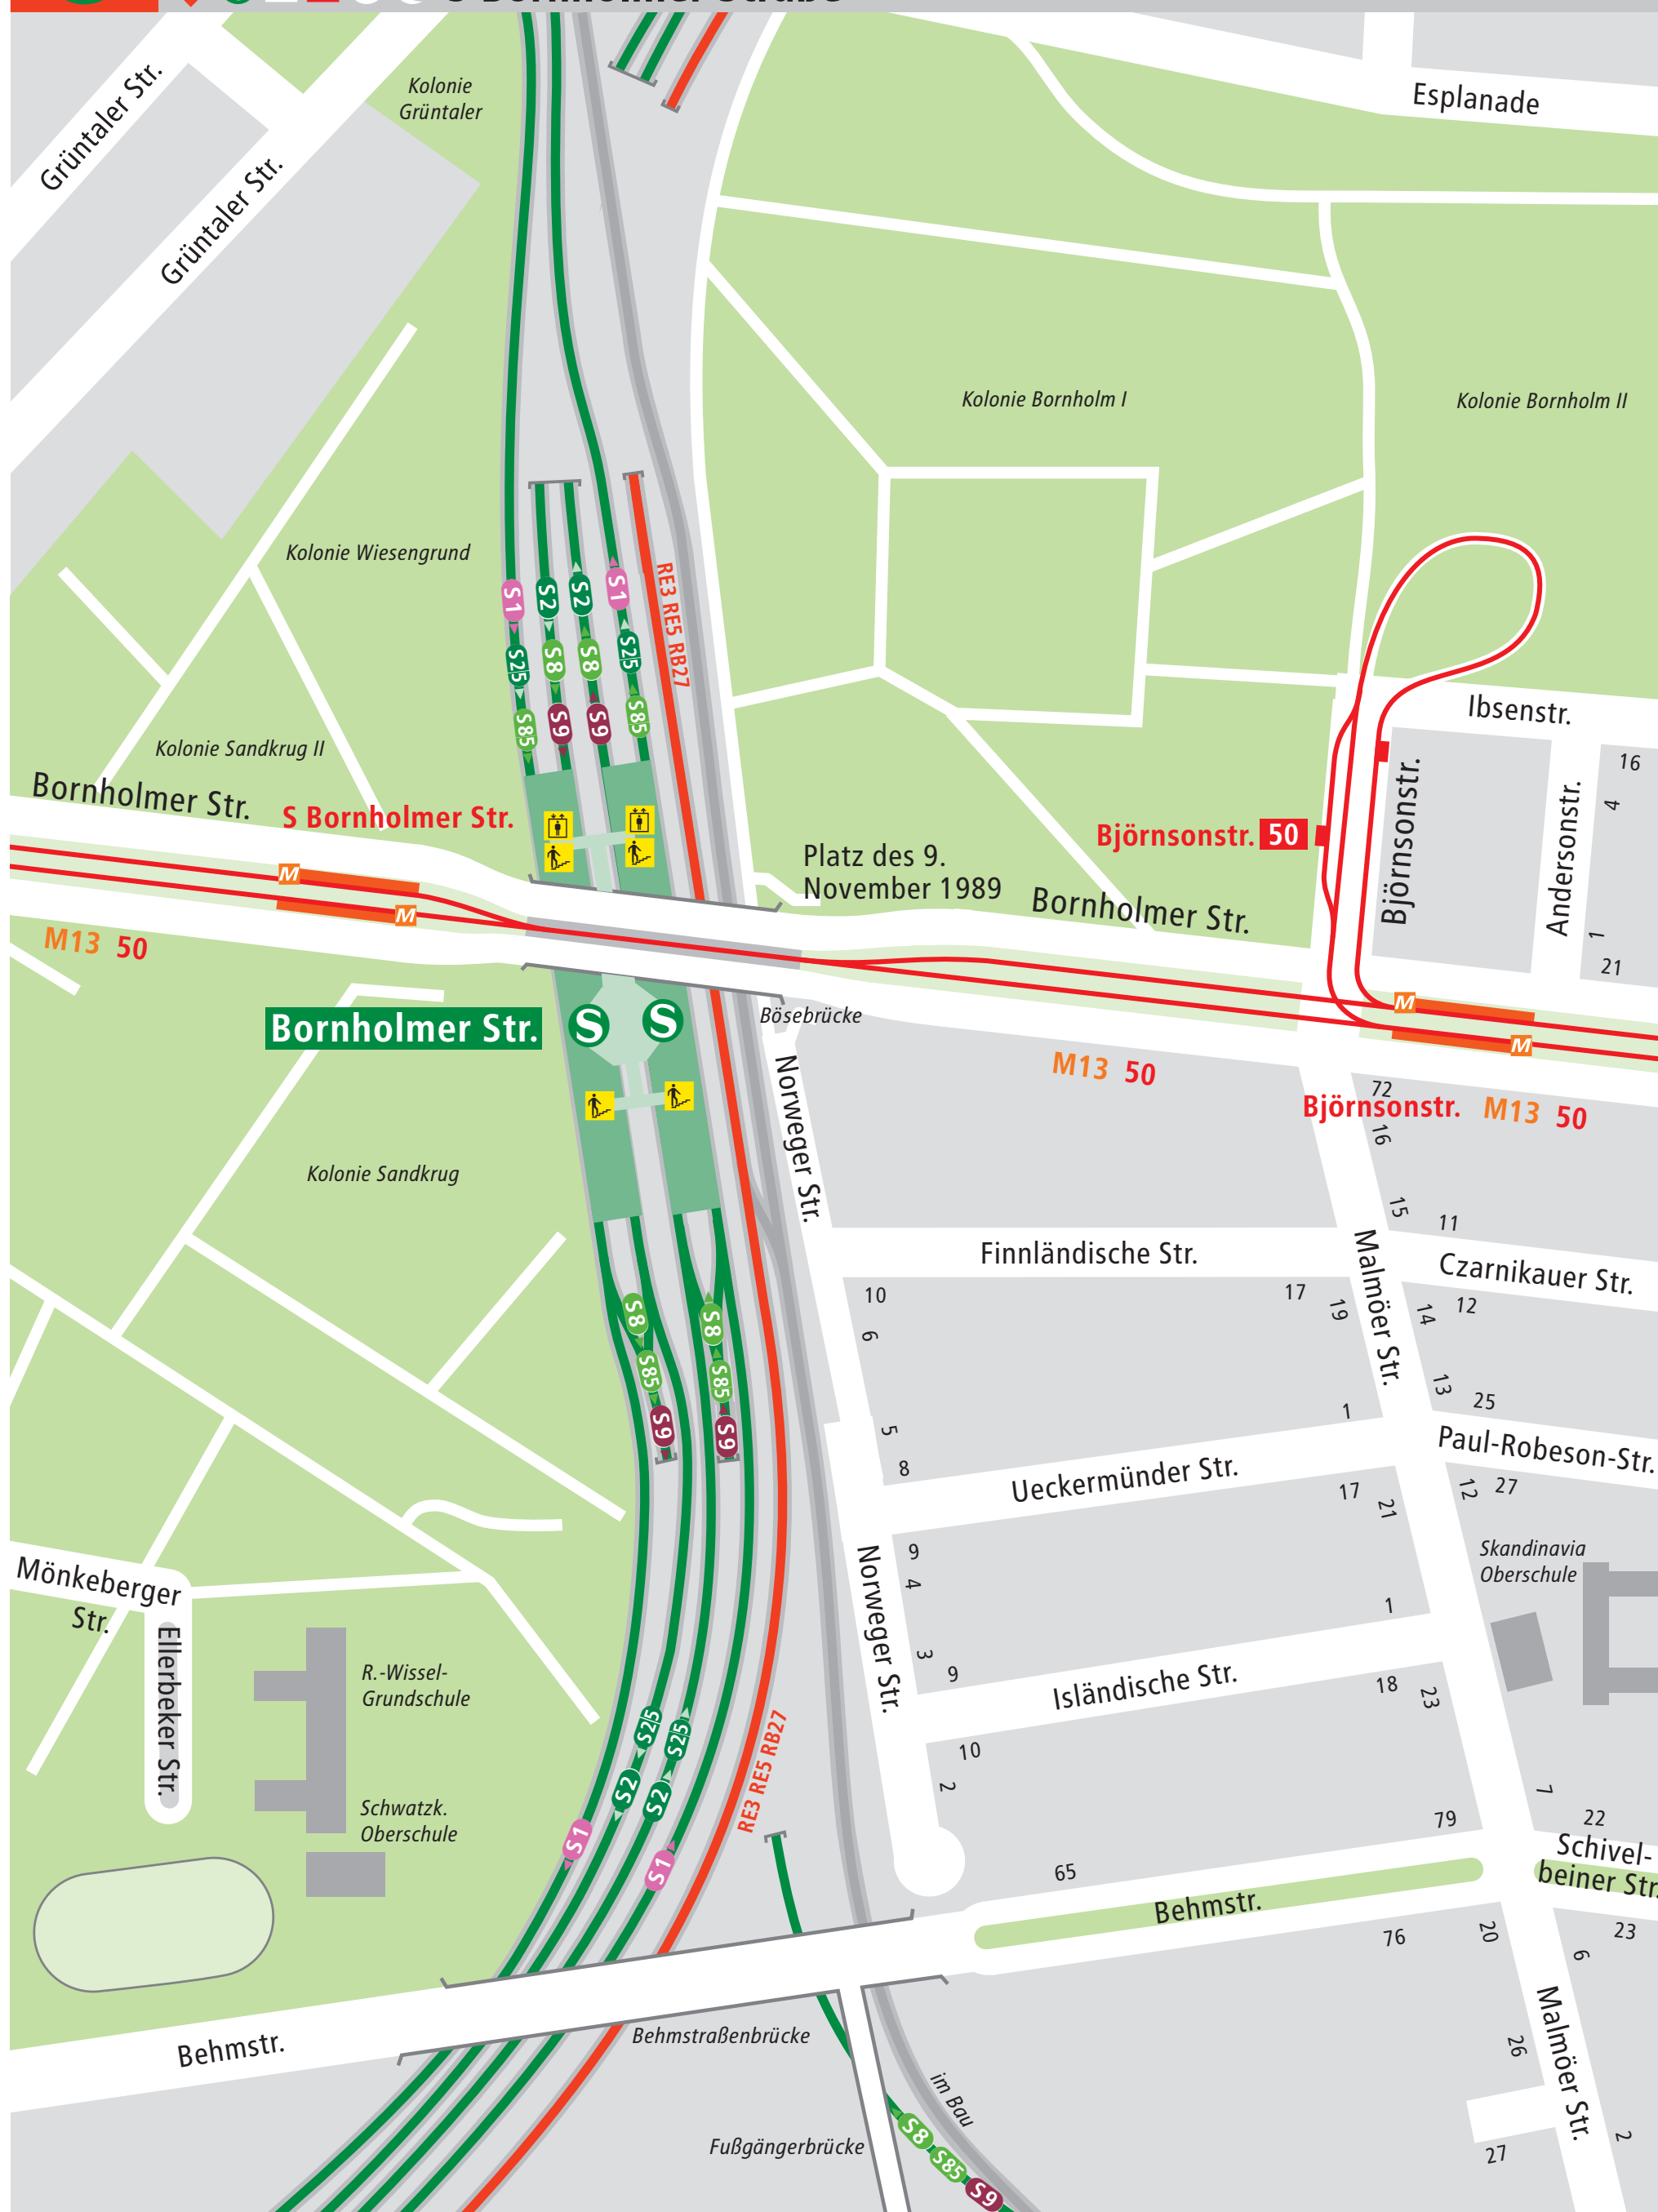 Grüntaler Str.
Grüntaler Str.
Kolonie
Grüntaler
Esplanade
Kolonie Bornholm I
Kolonie Bornholm II
Kolonie Wiesengrund
S1
S2
S2
S1
S25
S8
S8
S25
S85
S9
S9
S85
RE3 RE5 RB27
Kolonie Sandkrug II
Bornholmer Str.
S Bornholmer Str.
M
M
M13 50
Platz des 9.
November 1989
Bornholmer Str.
Björnsonstr. 50
Björnsonstr.
Ibsenstr.
Andersonstr.
16
4
1
21
Bornholmer Str.
S
S
Bösebrücke
M
M
M13 50
72
Björnsonstr. M13 50
16
15
11
Norweger Str.
Kolonie Sandkrug
Finnländische Str.
Malmöer Str.
Czarnikauer Str.
10
6
17
19
14
12
13
25
1
5
8
S8
S85
S9
S8
S85
S9
Ueckermünder Str.
Paul-Robeson-Str.
17
21
12
27
Skandinavia
Oberschule
9
4
3
9
1
Norweger Str.
Mönkeberger
Str.
Ellerbeker Str.
R.-Wissel-
Grundschule
Schwatzk.
Oberschule
Isländische Str.
18
23
10
2
S25
S25
S2
S2
S1
S1
RE3 RE5 RB27
7
22
79
65
Schivel-
beiner Str.
Behmstr.
76
20
6
23
Behmstr.
Behmstraßenbrücke
Malmöer Str.
26
2
27
im Bau
Fußgängerbrücke
S8
S85
S9